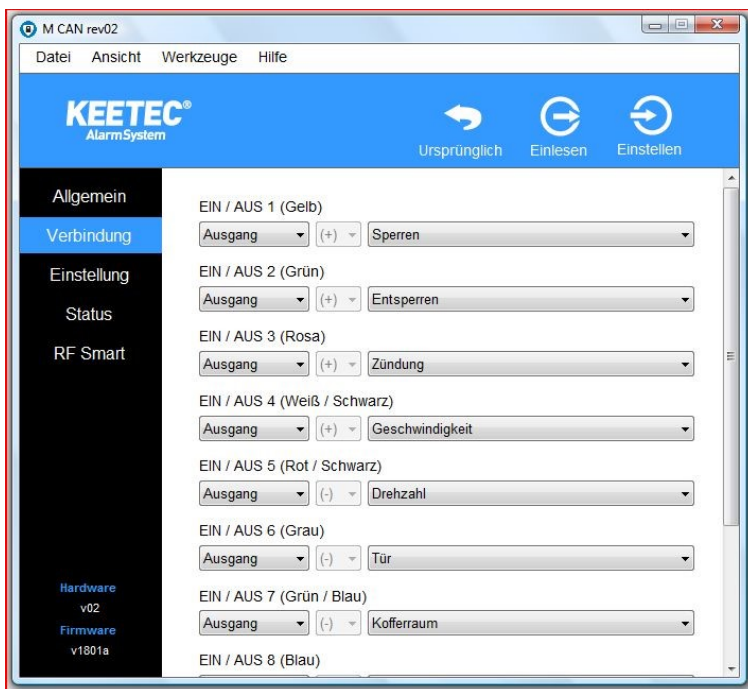 M CAN rev02
Datei Ansicht Werkzeuge Hilfe
KEETEC®
AlarmSystem
Ursprünglich Einlesen Einstellen
Allgemein
Verbindung
Einstellung
Status
RF Smart
Hardware
v02
Firmware
v1801a
EIN / AUS 1 (Gelb)
Ausgang (+) Sperren
EIN / AUS 2 (Grün)
Ausgang (+) Entsperren
EIN / AUS 3 (Rosa)
Ausgang (+) Zündung
EIN / AUS 4 (Weiß / Schwarz)
Ausgang (+) Geschwindigkeit
EIN / AUS 5 (Rot / Schwarz)
Ausgang (-) Drehzahl
EIN / AUS 6 (Grau)
Ausgang (-) Tür
EIN / AUS 7 (Grün / Blau)
Ausgang (-) Kofferraum
EIN / AUS 8 (Blau)